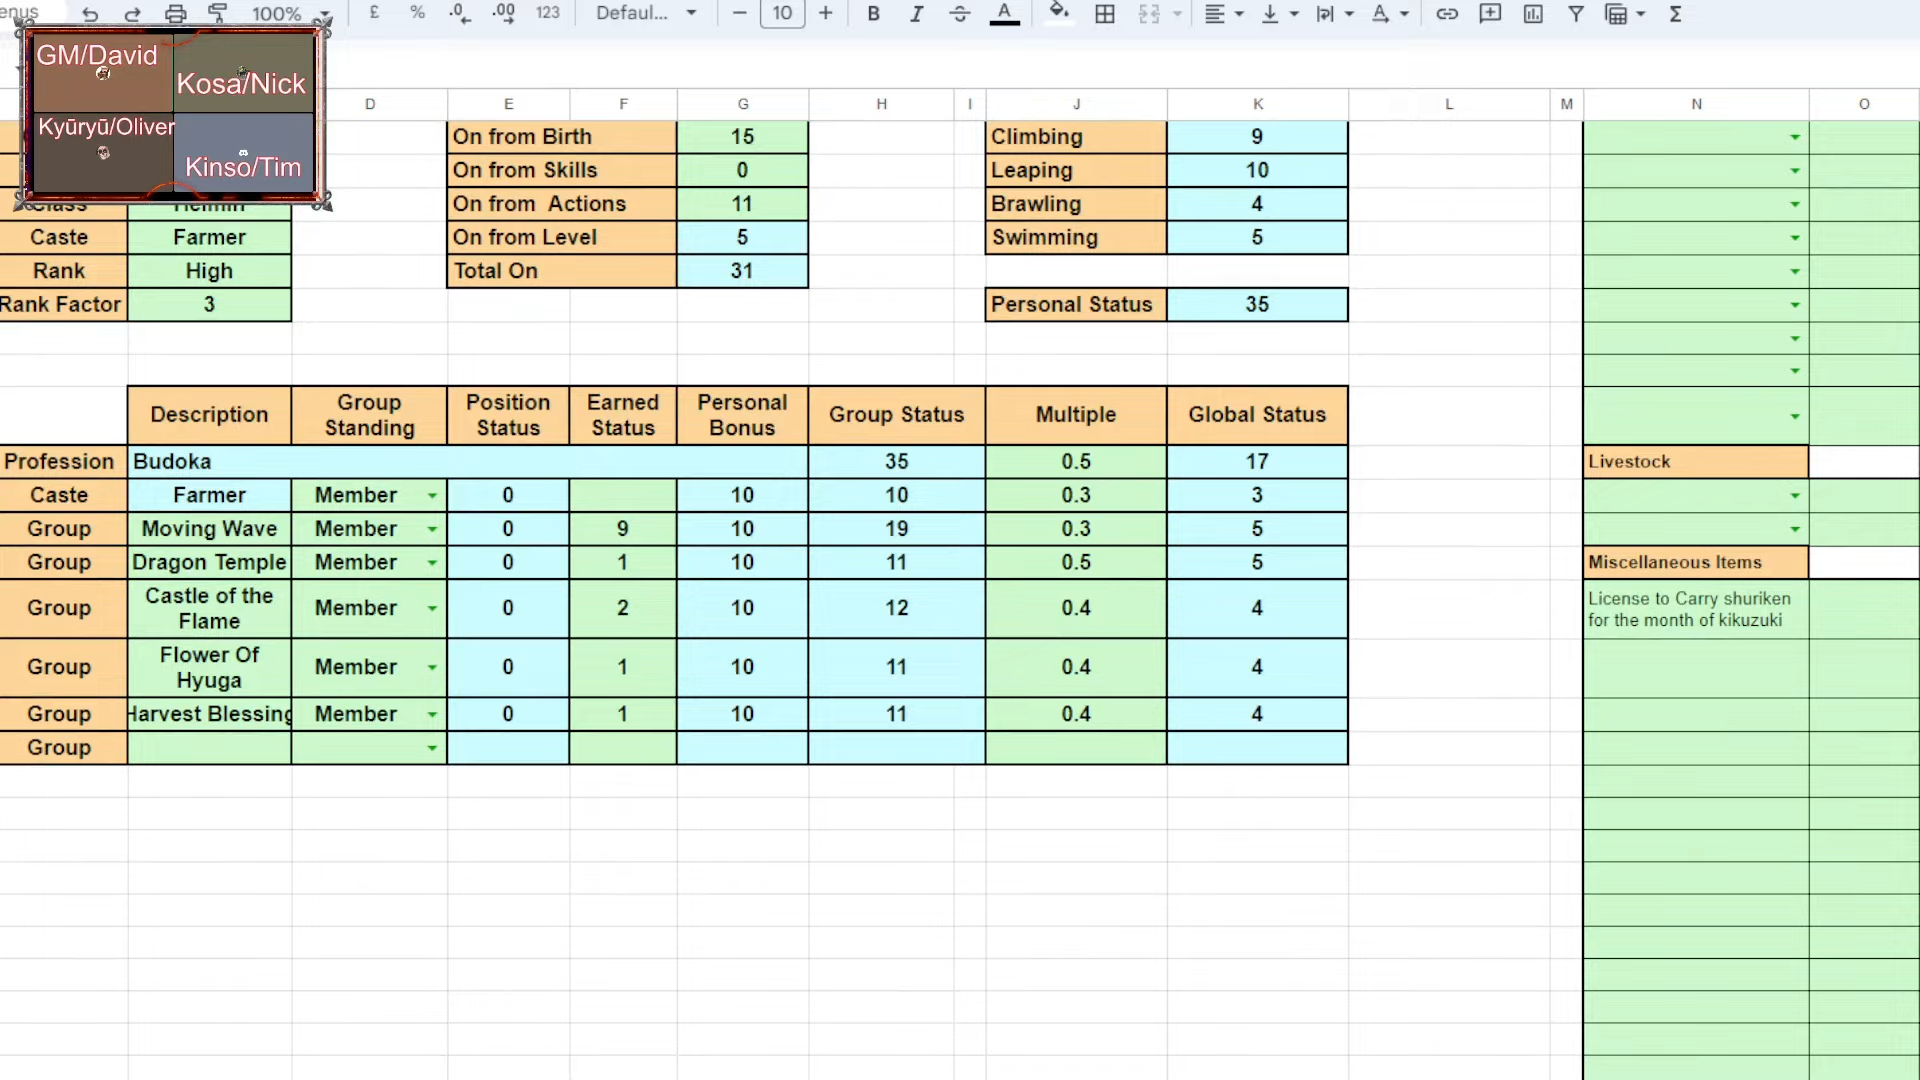 enus
100%
£ % .0 .00 123 Defaul... − 10 + B I A Σ
GM/David
Kosa/Nick
Kyūryū/Oliver
Kinso/Tim
D E F G H I J K L M N O
On from Birth 15 Climbing 9
On from Skills 0 Leaping 10
Class Heimin On from Actions 11 Brawling 4
Caste Farmer On from Level 5 Swimming 5
Rank High Total On 31
Rank Factor 3 Personal Status 35
Description Group Standing Position Status Earned Status Personal Bonus Group Status Multiple Global Status
Profession Budoka 35 0.5 17 Livestock
Caste Farmer Member 0 10 10 0.3 3
Group Moving Wave Member 0 9 10 19 0.3 5
Group Dragon Temple Member 0 1 10 11 0.5 5 Miscellaneous Items
Group Castle of the Flame Member 0 2 10 12 0.4 4
License to Carry shuriken
for the month of kikuzuki
Group Flower Of Hyuga Member 0 1 10 11 0.4 4
Group Harvest Blessing Member 0 1 10 11 0.4 4
Group